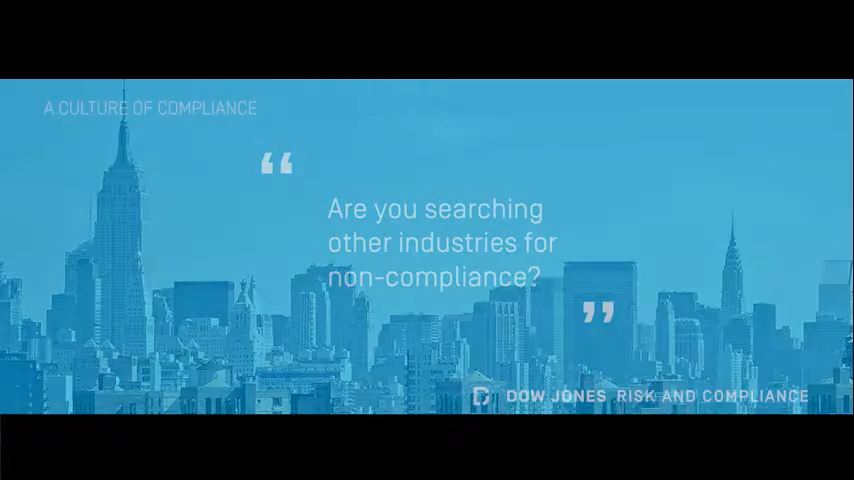 A CULTURE OF COMPLIANCE
“
Are you searching
other industries for
non-compliance?
”
DOW JONES RISK AND COMPLIANCE